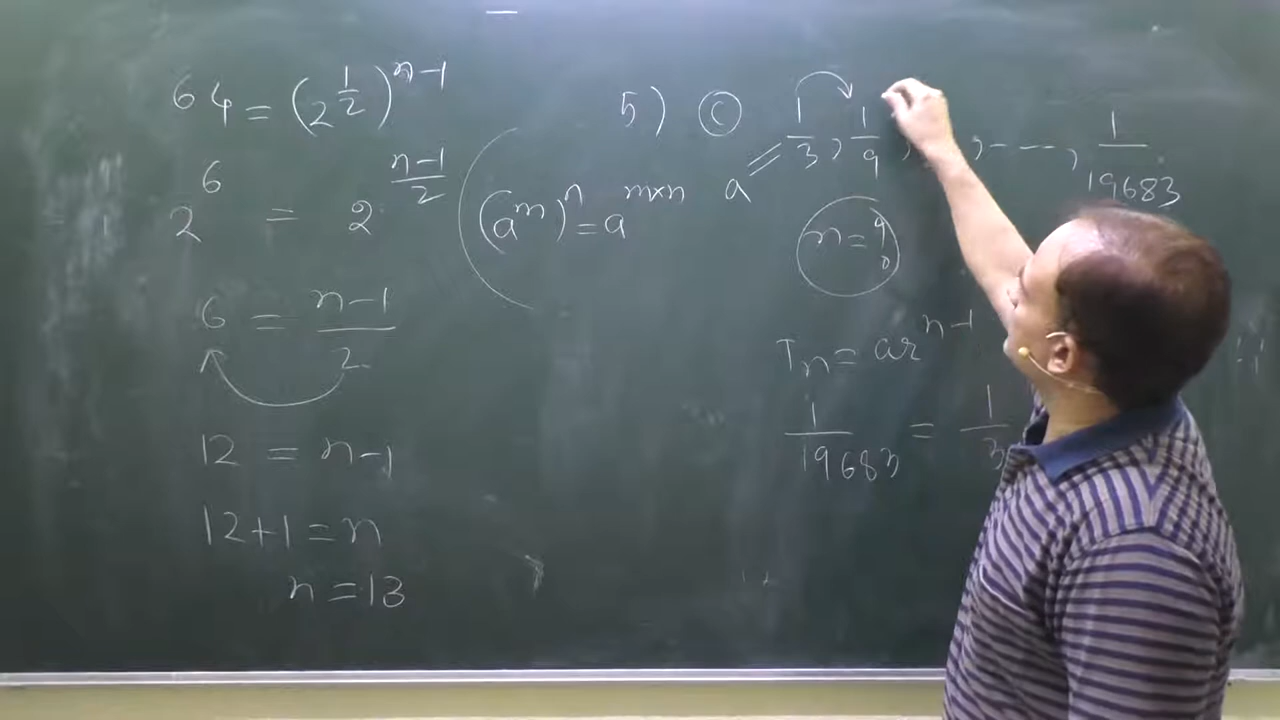 64 = (2^(1/2))^(n-1)
2^6 = 2^((n-1)/2)
(a^m)^n = a^(m×n)
6 = (n-1)/2
12 = n-1
12+1 = n
n = 13
5) Ⓒ 1/3, 1/9, , ----, 1/19683
a
n = ?
T_n = ar^(n-1)
1/19683 = 1/3